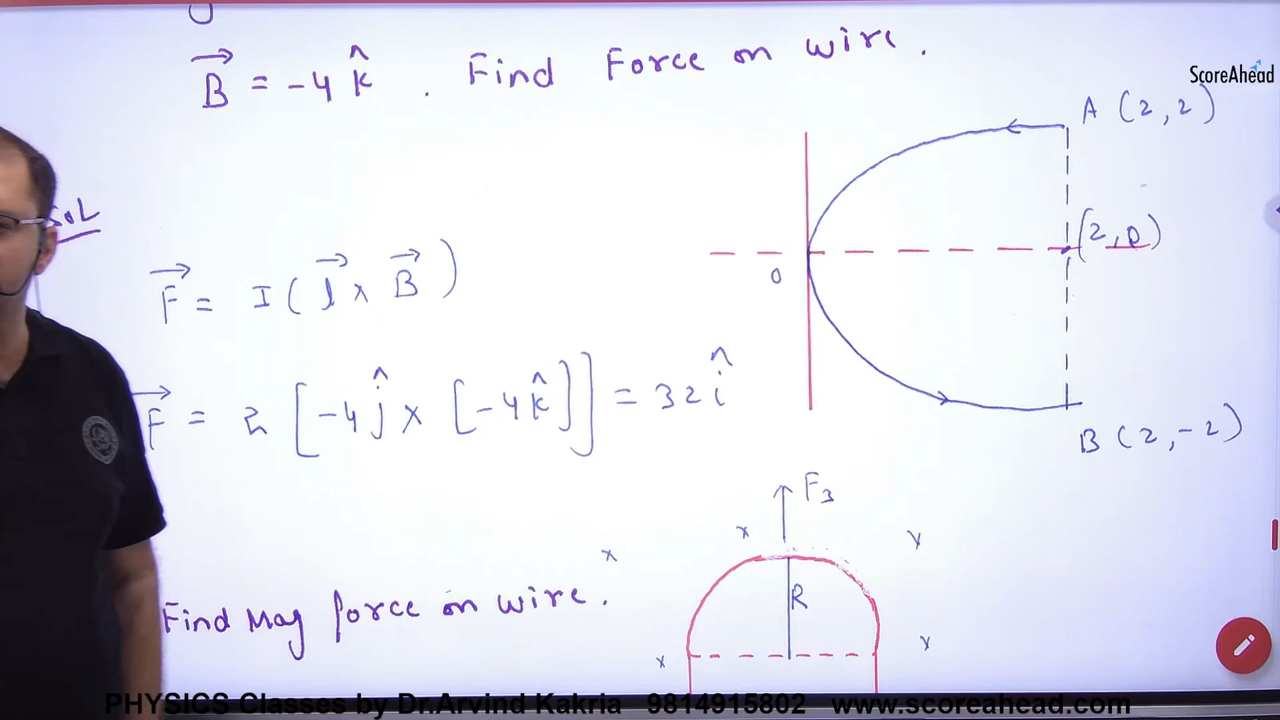 B⃗ = -4 k̂ . Find Force on wire.
ScoreAhead
A (2,2)
Sol
(2,0)
O
F⃗ = I ( l⃗ × B⃗ )
F⃗ = 2 [ -4 ĵ × [ -4 k̂ ] ] = 32 î
B (2,-2)
F₃
x
x
x
R
Find Mag force on wire.
x
x
PHYSICS Classes by Dr.Arvind Kakria 9814915802 www.scoreahead.com